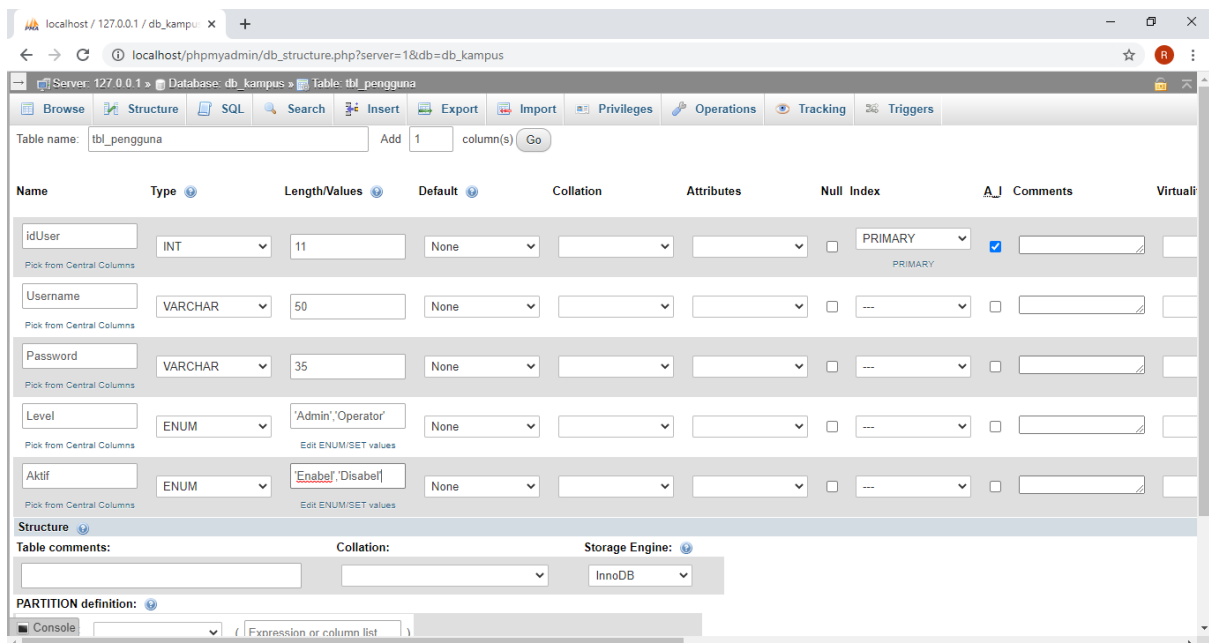 localhost / 127.0.0.1 / db_kampu
localhost/phpmyadmin/db_structure.php?server=1&db=db_kampus
R
Server: 127.0.0.1 » Database: db_kampus » Table: tbl_pengguna
Browse Structure SQL Search Insert Export Import Privileges Operations Tracking Triggers
Table name: tbl_pengguna Add 1 column(s) Go
Name Type Length/Values Default Collation Attributes Null Index A_I Comments Virtuali
idUser INT 11 None PRIMARY
Pick from Central Columns PRIMARY
Username VARCHAR 50 None ---
Pick from Central Columns
Password VARCHAR 35 None ---
Pick from Central Columns
Level ENUM 'Admin','Operator' None ---
Pick from Central Columns Edit ENUM/SET values
Aktif ENUM 'Enabel','Disabel' None ---
Pick from Central Columns Edit ENUM/SET values
Structure
Table comments: Collation: Storage Engine:
InnoDB
PARTITION definition:
Console ( Expression or column list )